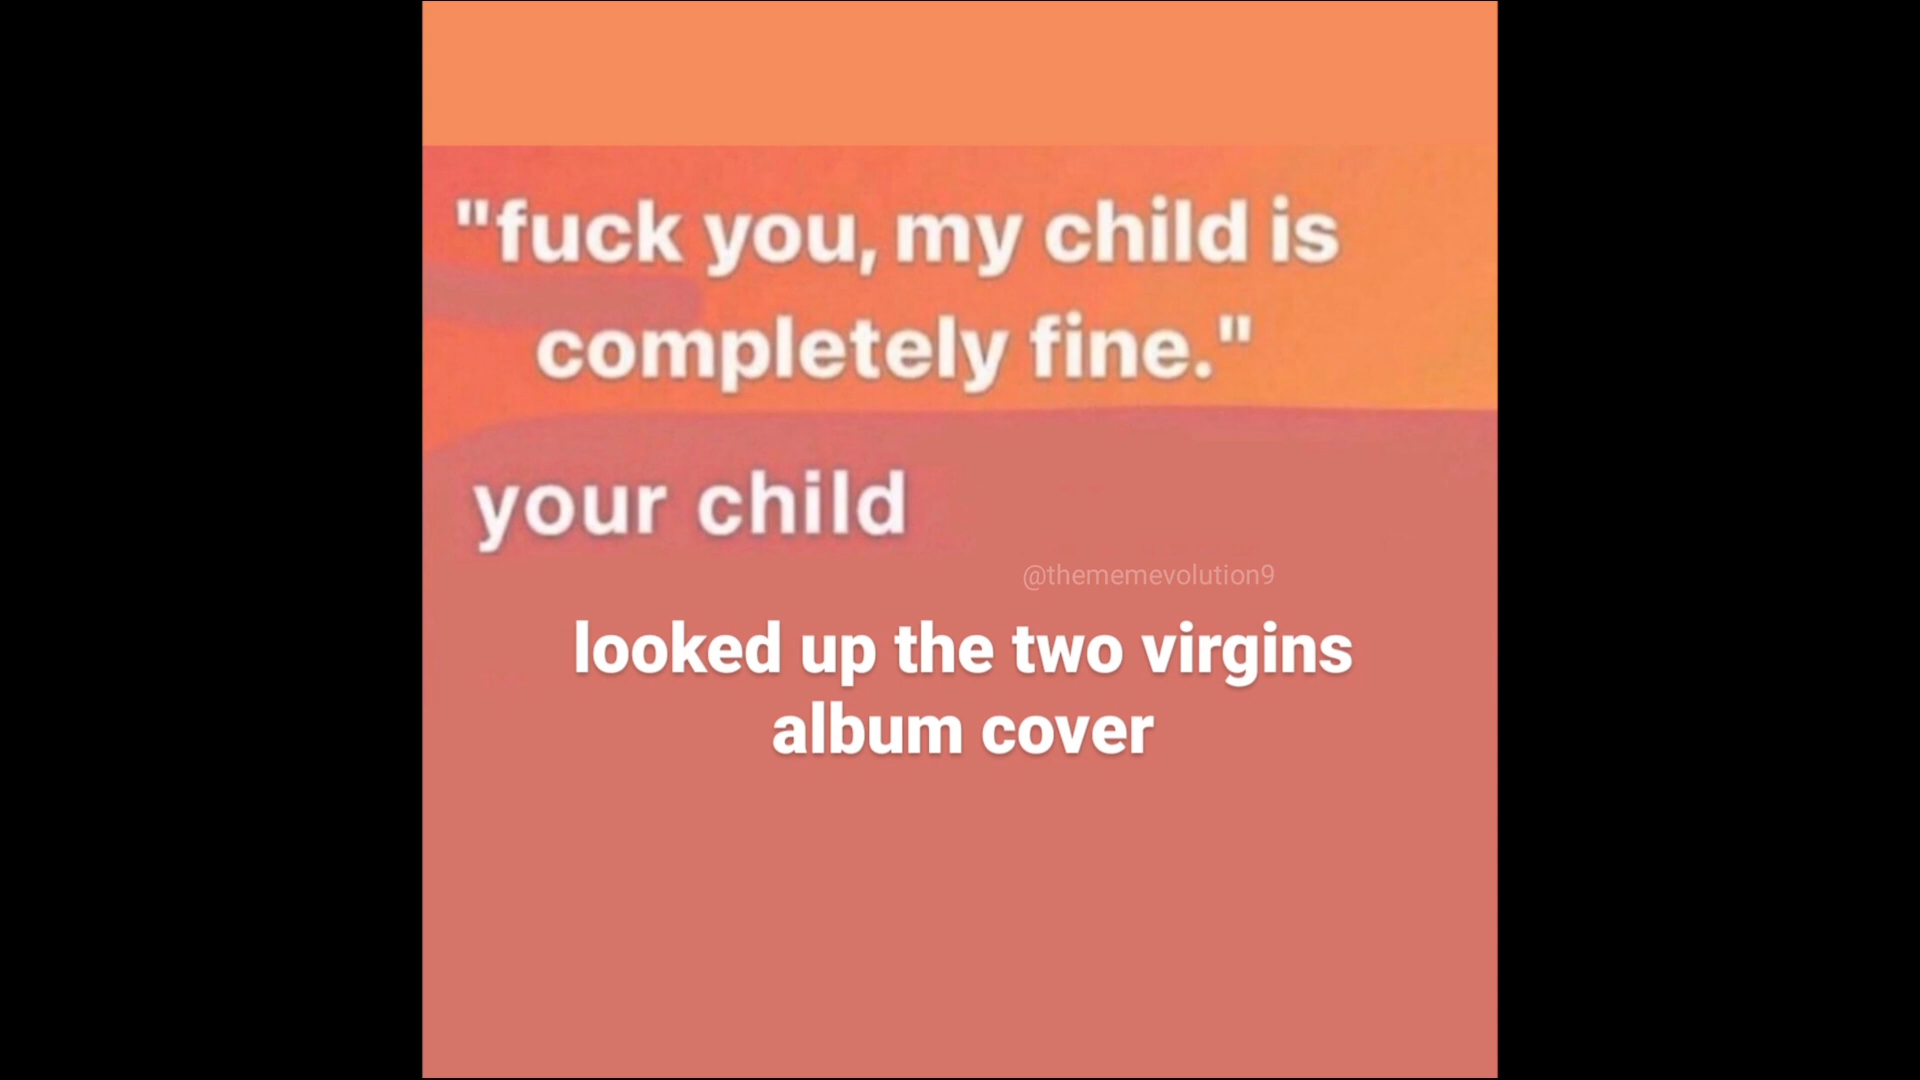 "fuck you, my child is
completely fine."
your child
@thememevolution9
looked up the two virgins
album cover